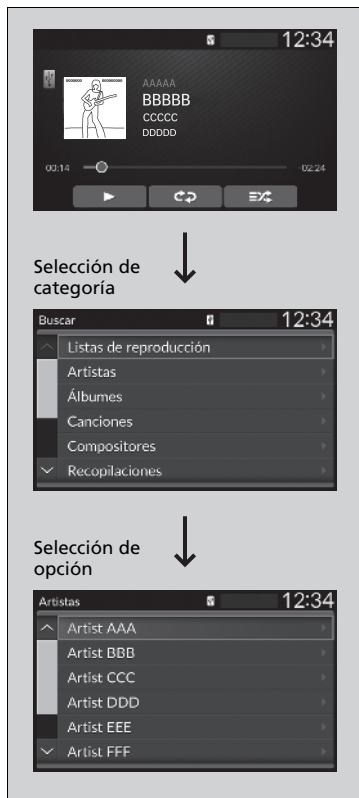 12:34
AAAAA
BBBBB
CCCCC
DDDDD
00:14
-02:24
Selección de
categoría
Buscar
12:34
Listas de reproducción
Artistas
Álbumes
Canciones
Compositores
Recopilaciones
Selección de
opción
Artistas
12:34
Artist AAA
Artist BBB
Artist CCC
Artist DDD
Artist EEE
Artist FFF